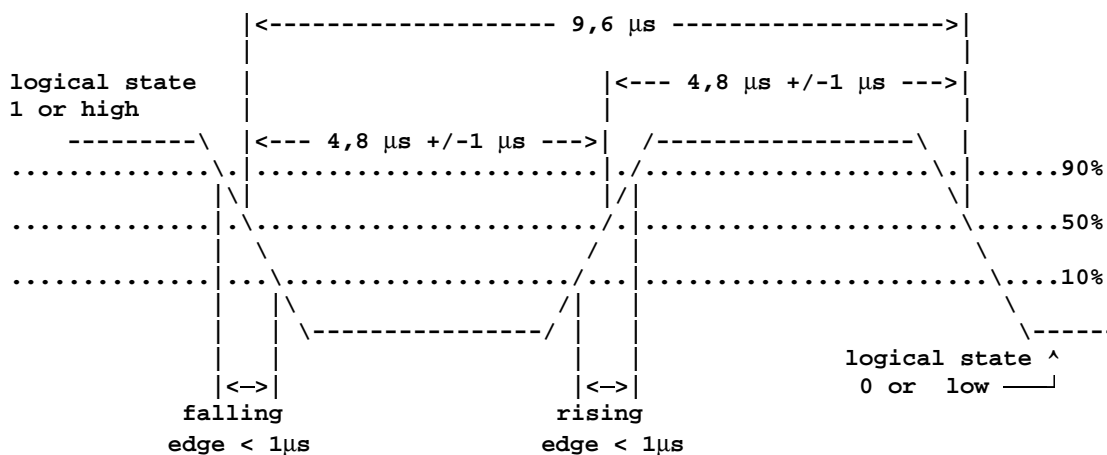 |<--------------------- 9,6 µs ------------------->|
logical state |<--- 4,8 µs +/-1 µs --->|
1 or high
---------\ |<--- 4,8 µs +/-1 µs --->| /------------------\ |
90%
50%
10%
\----------------/ \-----
logical state ^
|<—>| |<—>| 0 or low
falling rising
edge < 1µs edge < 1µs